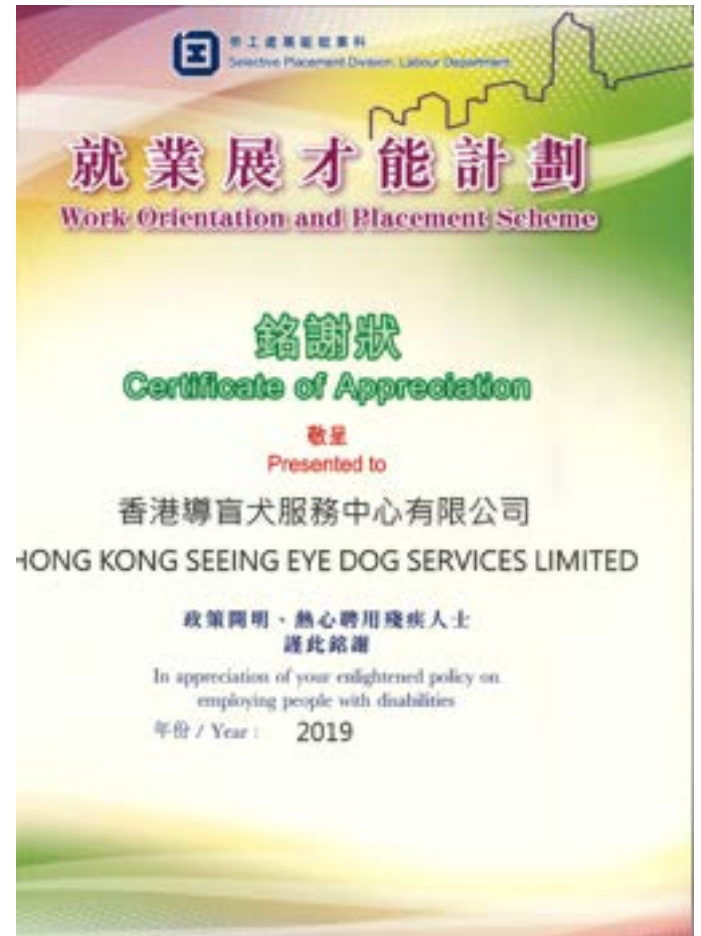 勞工處展能就業科
Selective Placement Division, Labour Department
就業展才能計劃
Work Orientation and Placement Scheme
銘謝狀
Certificate of Appreciation
敬呈
Presented to
香港導盲犬服務中心有限公司
HONG KONG SEEING EYE DOG SERVICES LIMITED
政策開明、熱心聘用殘疾人士
謹此銘謝
In appreciation of your enlightened policy on
employing people with disabilities
年份 / Year : 2019